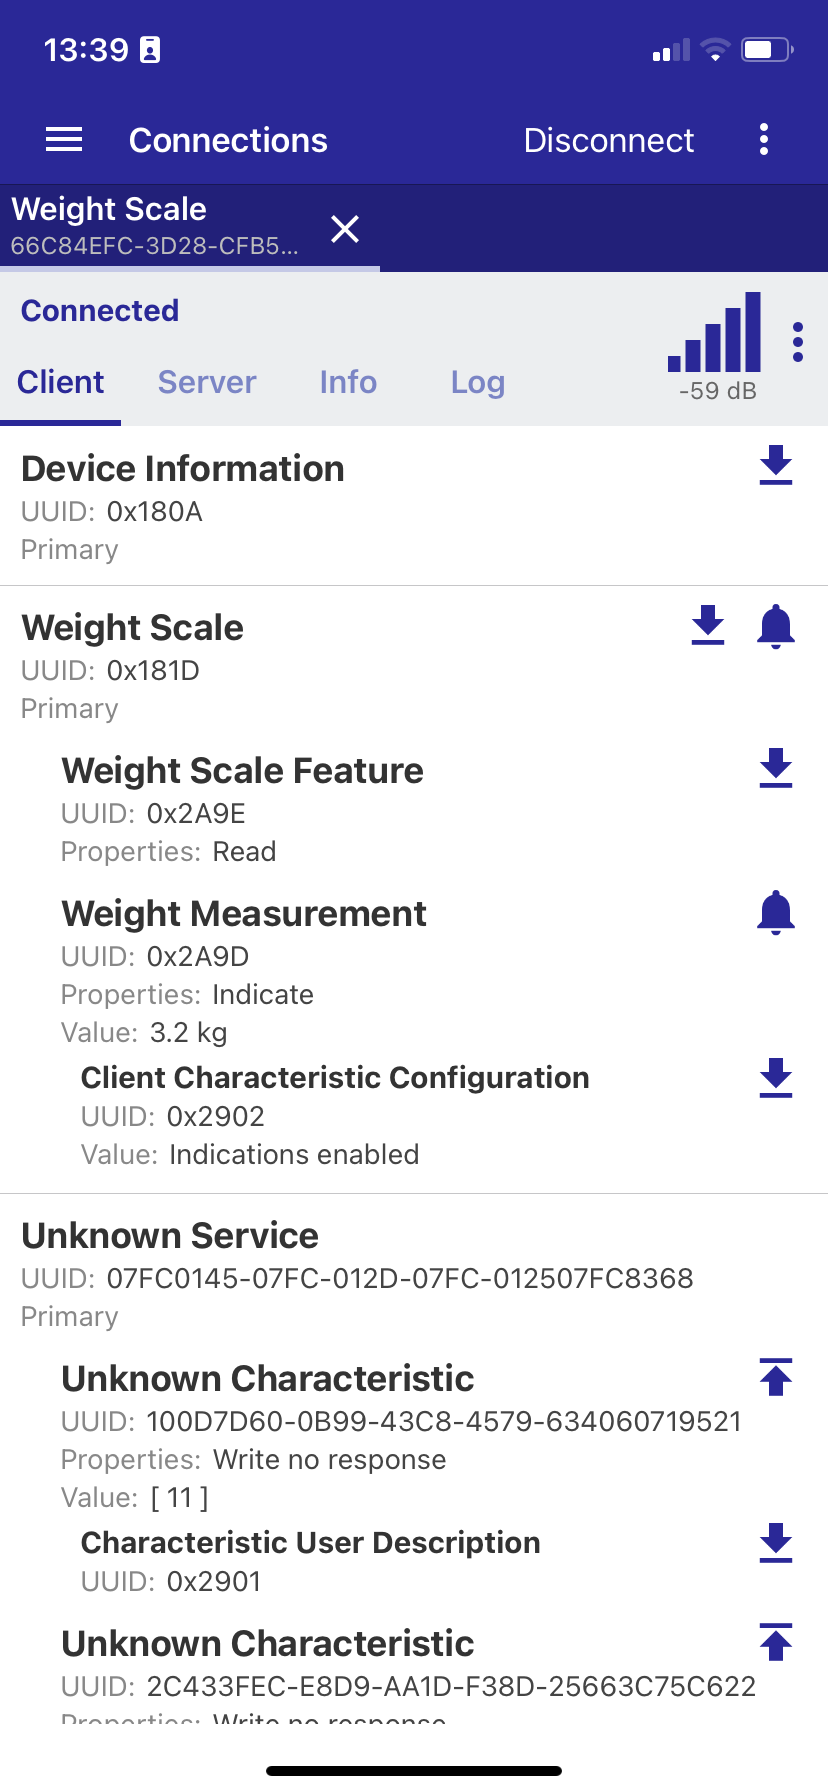 13:39
Connections Disconnect
Weight Scale
66C84EFC-3D28-CFB5...
Connected
Client Server Info Log
-59 dB
Device Information
UUID: 0x180A
Primary
Weight Scale
UUID: 0x181D
Primary
Weight Scale Feature
UUID: 0x2A9E
Properties: Read
Weight Measurement
UUID: 0x2A9D
Properties: Indicate
Value: 3.2 kg
Client Characteristic Configuration
UUID: 0x2902
Value: Indications enabled
Unknown Service
UUID: 07FC0145-07FC-012D-07FC-012507FC8368
Primary
Unknown Characteristic
UUID: 100D7D60-0B99-43C8-4579-634060719521
Properties: Write no response
Value: [ 11 ]
Characteristic User Description
UUID: 0x2901
Unknown Characteristic
UUID: 2C433FEC-E8D9-AA1D-F38D-25663C75C622
Properties: Write no response